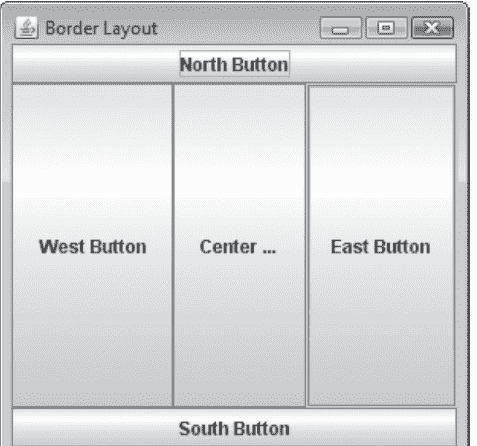 Border Layout
North Button
West Button
Center ...
East Button
South Button